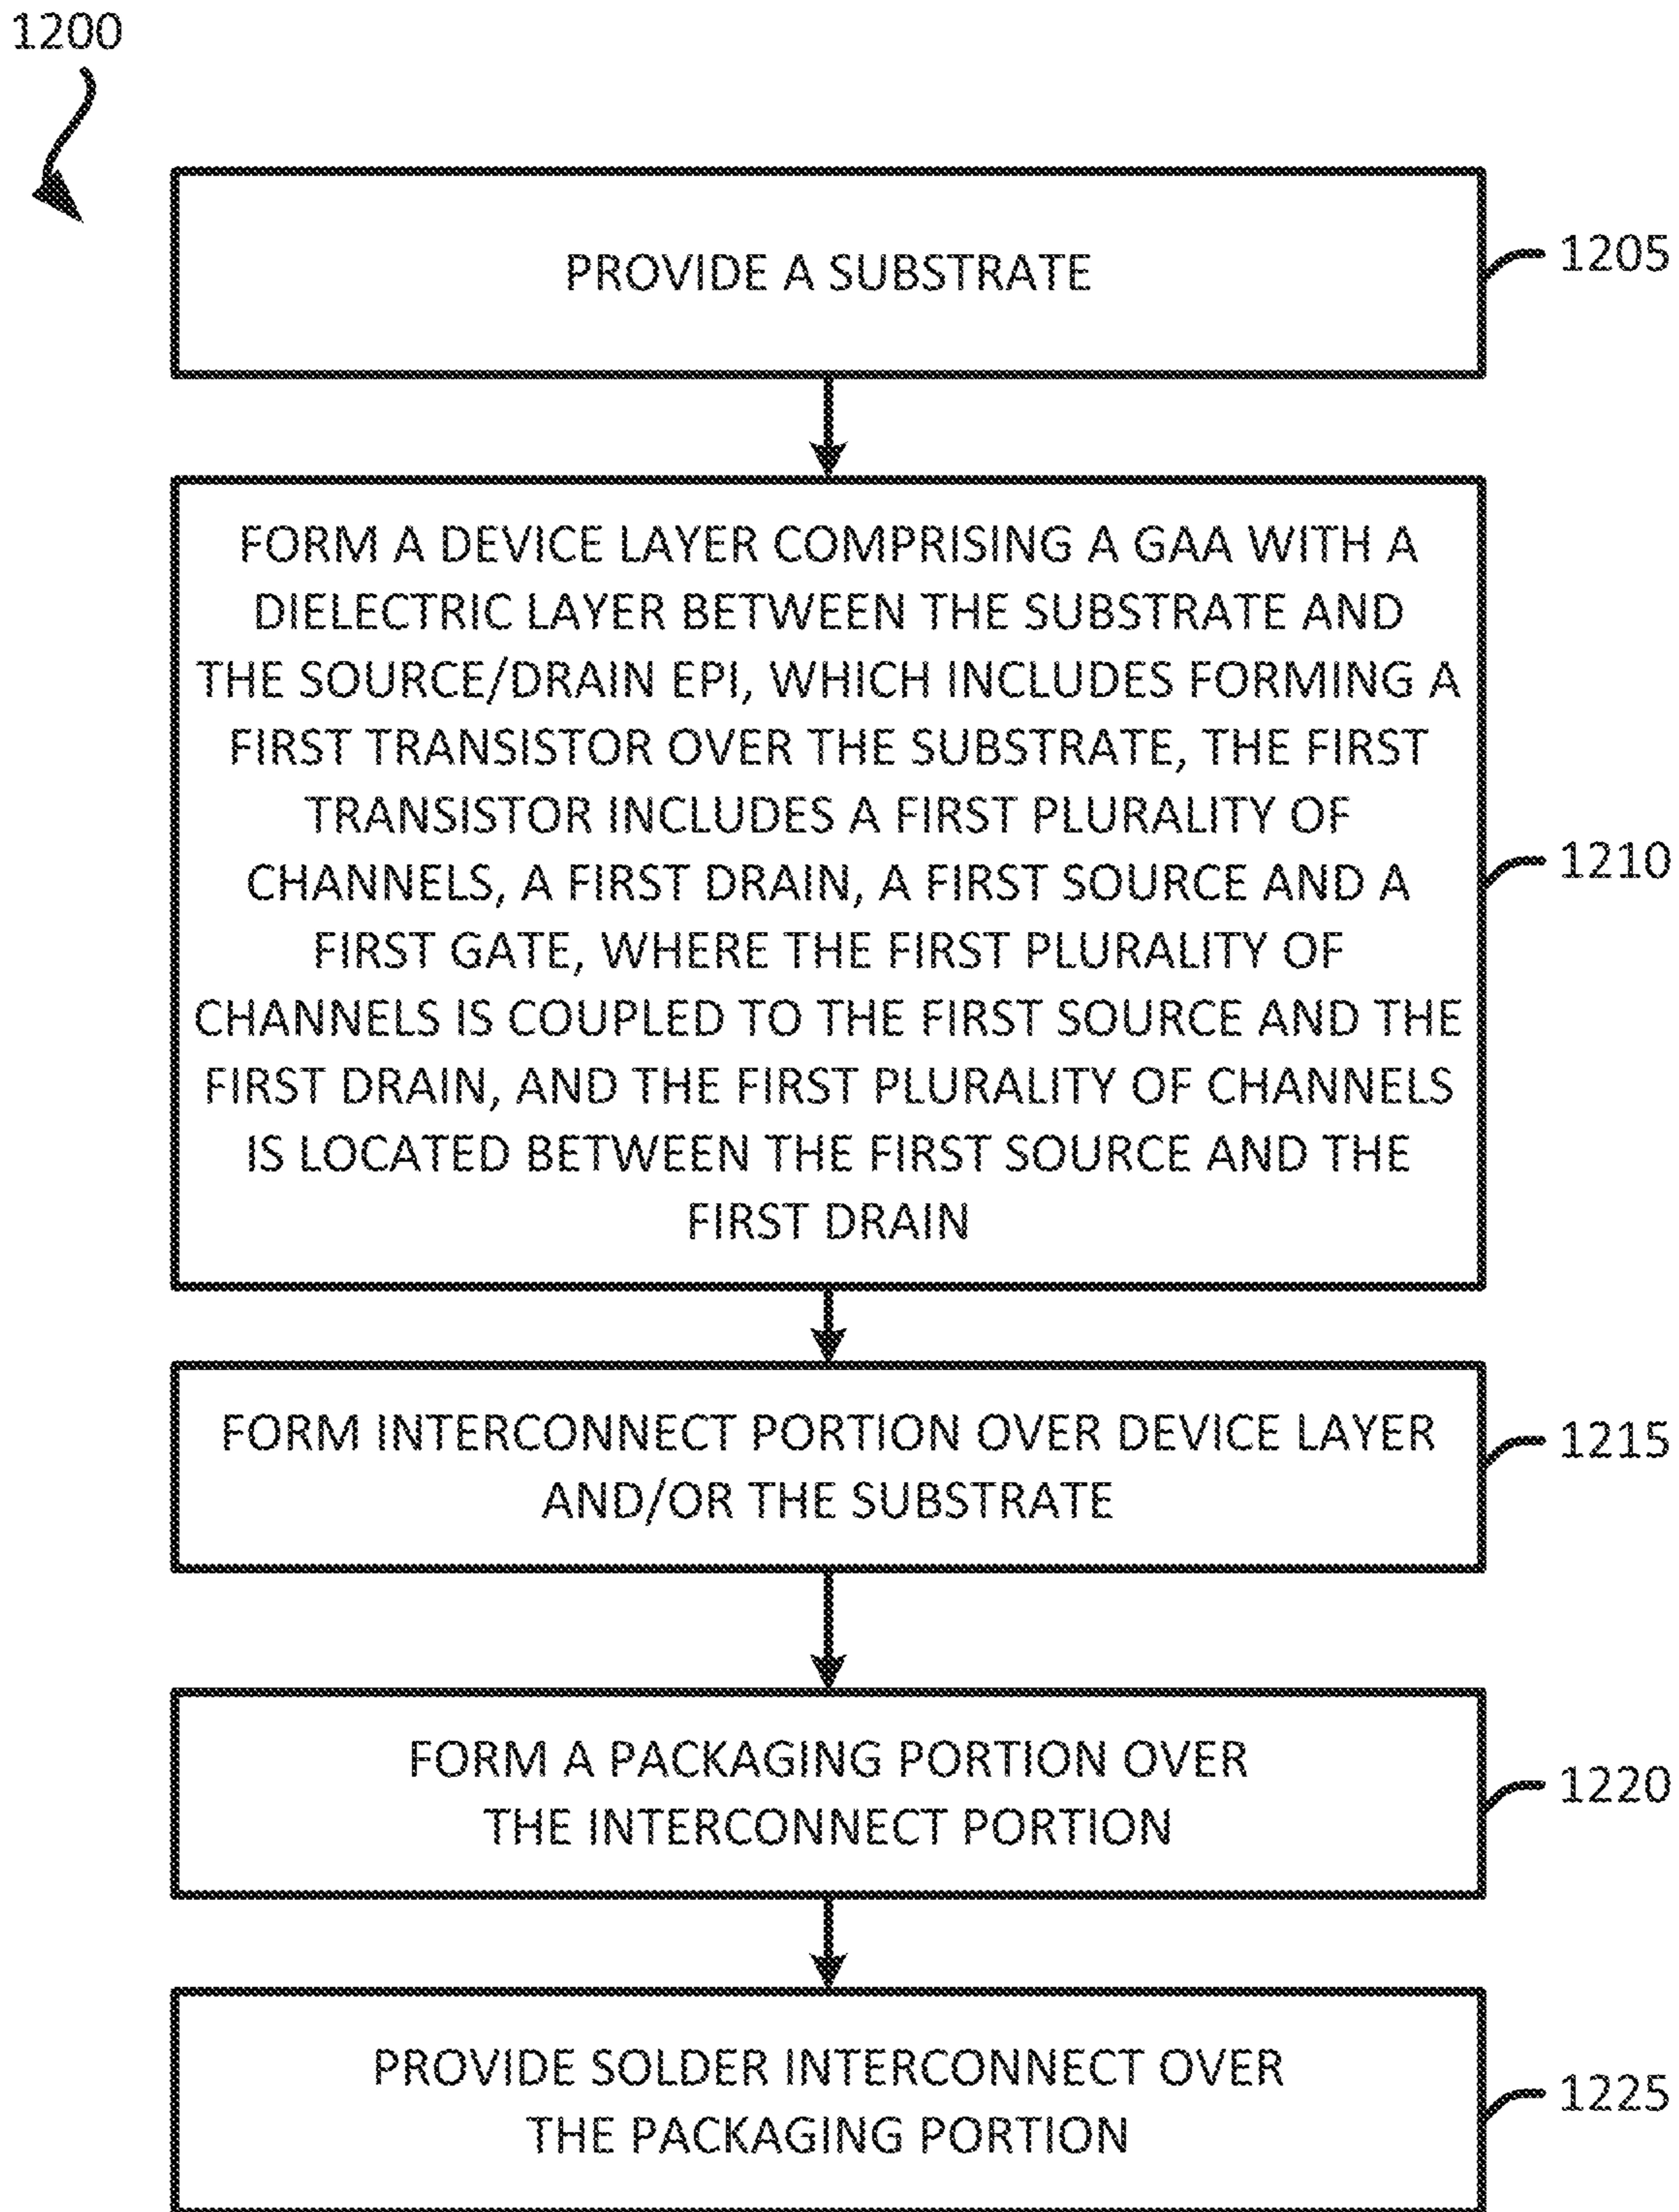 1200
PROVIDE A SUBSTRATE
1205
FORM A DEVICE LAYER COMPRISING A GAA WITH A
DIELECTRIC LAYER BETWEEN THE SUBSTRATE AND
THE SOURCE/DRAIN EPI, WHICH INCLUDES FORMING A
FIRST TRANSISTOR OVER THE SUBSTRATE, THE FIRST
TRANSISTOR INCLUDES A FIRST PLURALITY OF
CHANNELS, A FIRST DRAIN, A FIRST SOURCE AND A
FIRST GATE, WHERE THE FIRST PLURALITY OF
CHANNELS IS COUPLED TO THE FIRST SOURCE AND THE
FIRST DRAIN, AND THE FIRST PLURALITY OF CHANNELS
IS LOCATED BETWEEN THE FIRST SOURCE AND THE
FIRST DRAIN
1210
FORM INTERCONNECT PORTION OVER DEVICE LAYER
AND/OR THE SUBSTRATE
1215
FORM A PACKAGING PORTION OVER
THE INTERCONNECT PORTION
1220
PROVIDE SOLDER INTERCONNECT OVER
THE PACKAGING PORTION
1225